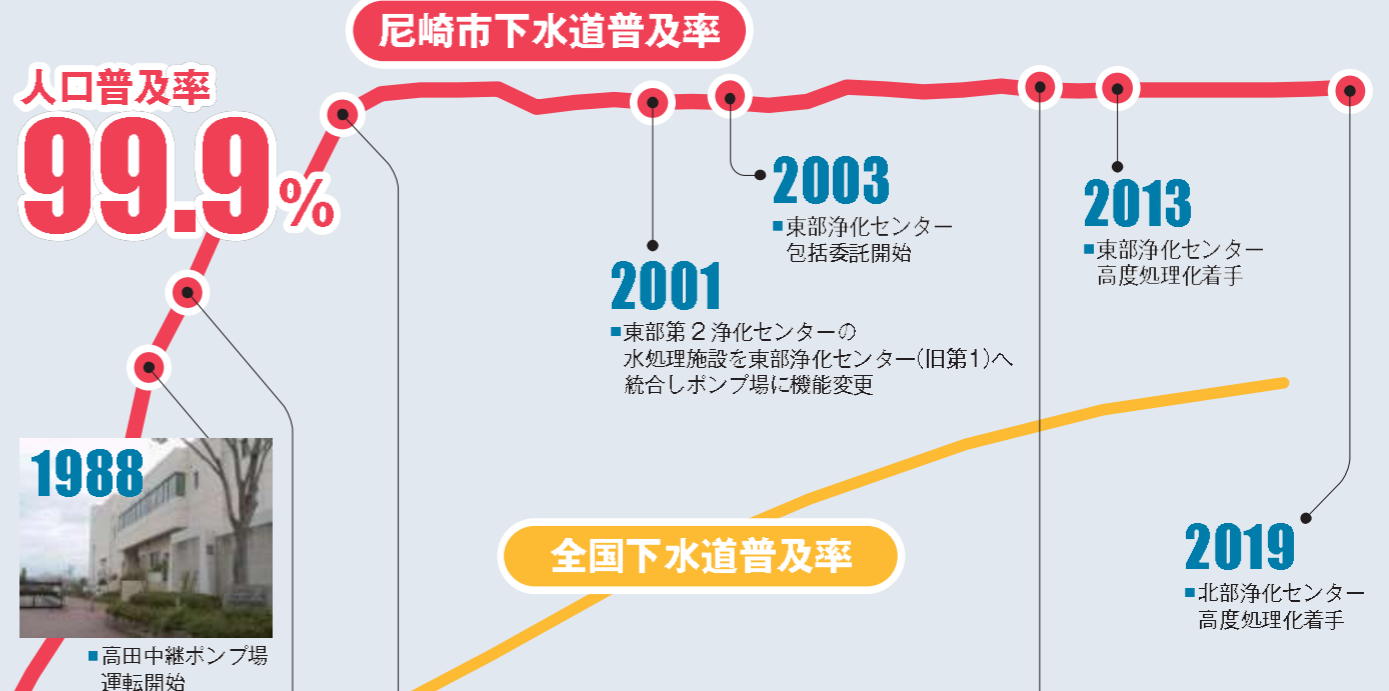 尼崎市下水道普及率
人口普及率
99.9%
2003
■東部浄化センター
包括委託開始
2013
■東部浄化センター
高度処理化着手
2001
■東部第2浄化センターの
水処理施設を東部浄化センター(旧第1)へ
統合しポンプ場に機能変更
1988
■高田中継ポンプ場
運転開始
全国下水道普及率
2019
■北部浄化センター
高度処理化着手